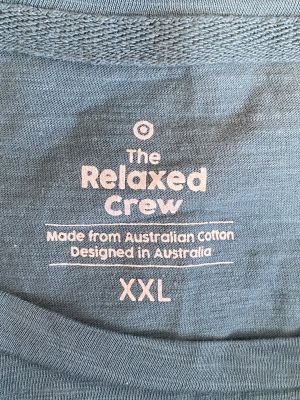 The
Relaxed
Crew
Made from Australian Cotton
Designed in Australia
XXL